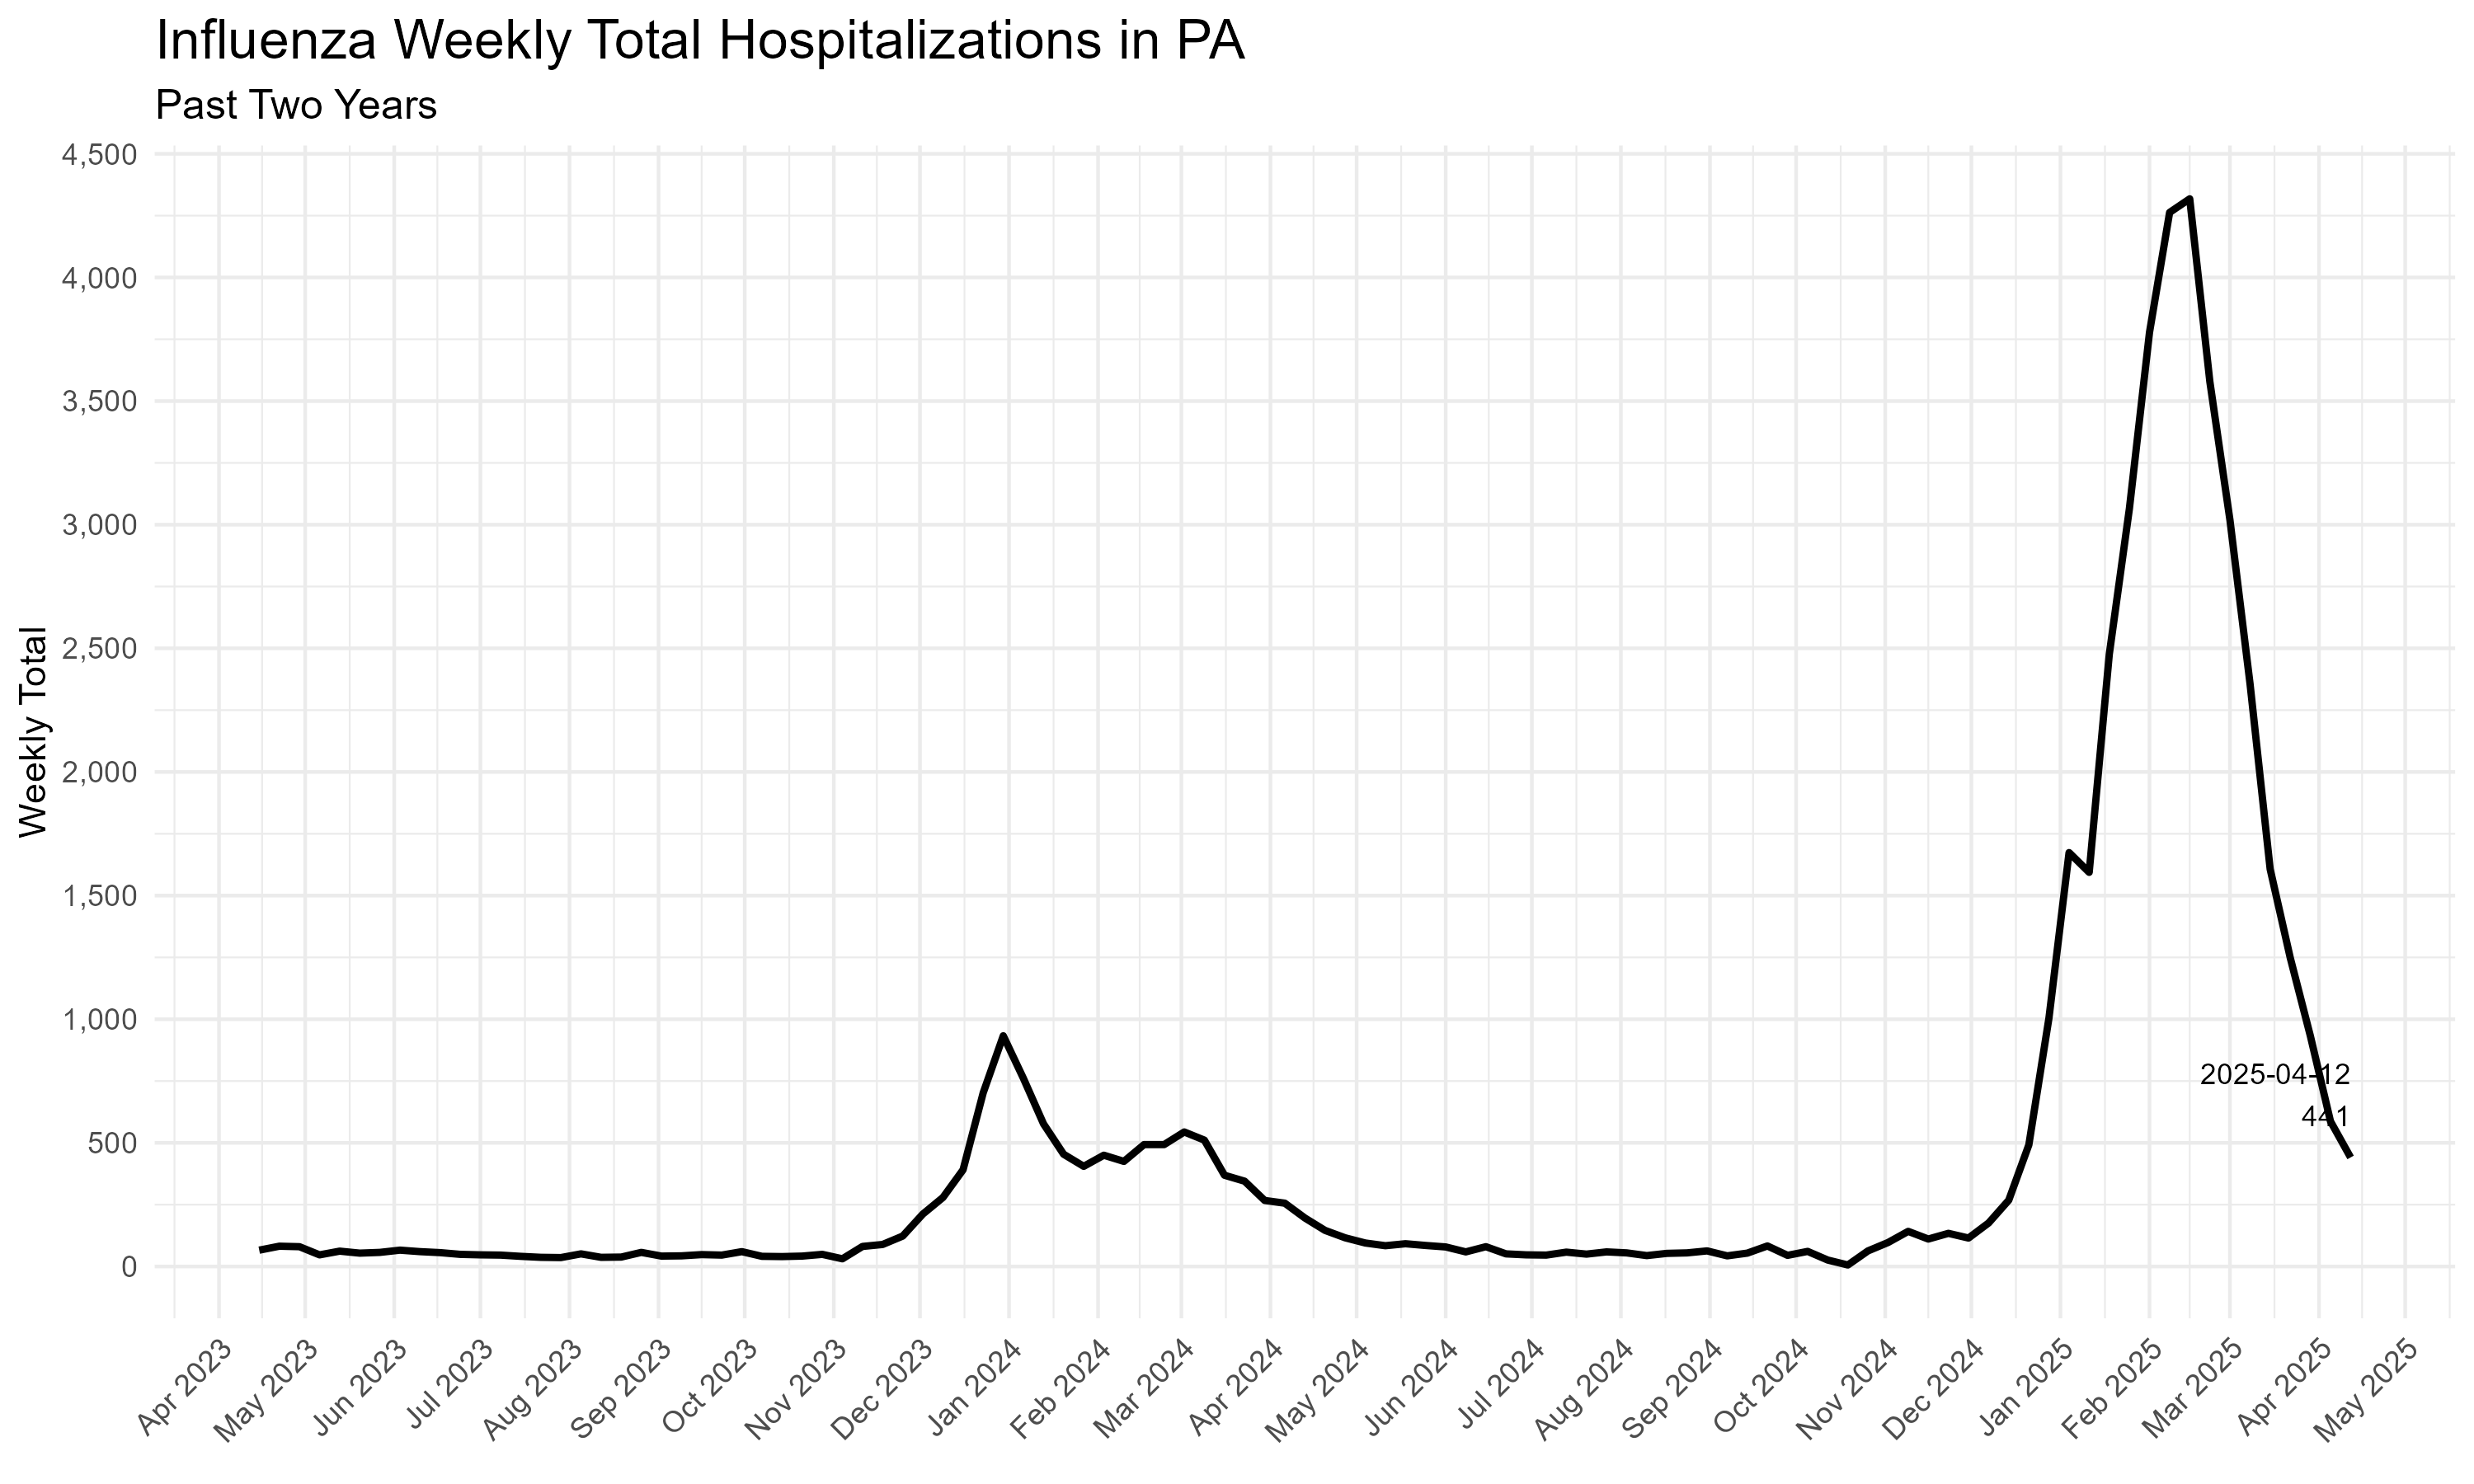 Influenza Weekly Total Hospitalizations in PA
Past Two Years
4,500
4,000
3,500
3,000
2,500
2,000
1,500
1,000
500
0
Weekly Total
2025-04-12
441
Apr 2023
May 2023
Jun 2023
Jul 2023
Aug 2023
Sep 2023
Oct 2023
Nov 2023
Dec 2023
Jan 2024
Feb 2024
Mar 2024
Apr 2024
May 2024
Jun 2024
Jul 2024
Aug 2024
Sep 2024
Oct 2024
Nov 2024
Dec 2024
Jan 2025
Feb 2025
Mar 2025
Apr 2025
May 2025